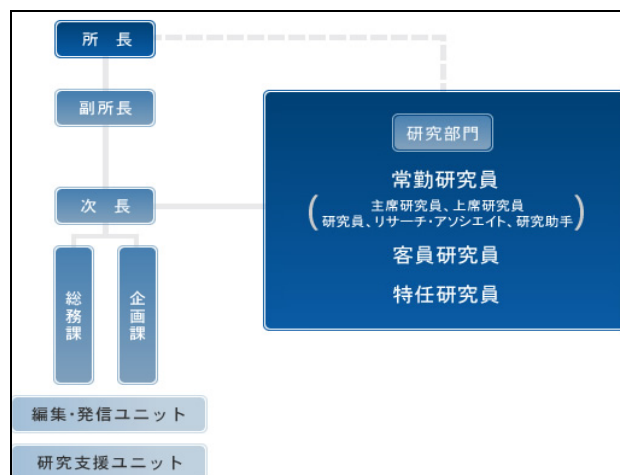 所 長
副所長
次 長
総務課
企画課
編集・発信ユニット
研究支援ユニット
研究部門
常勤研究員
(主席研究員、上席研究員
研究員、リサーチ・アソシエイト、研究助手)
客員研究員
特任研究員